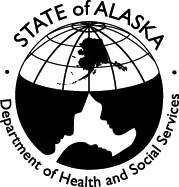 STATE of ALASKA
Department of Health and Social Services